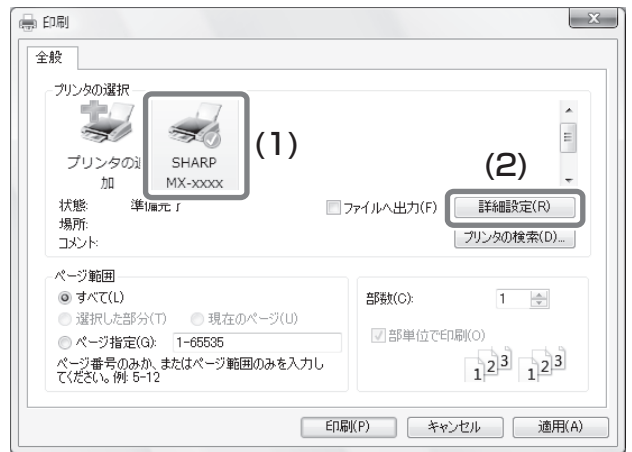 印刷
X
全般
プリンタの選択
プリンタの追
加
SHARP
MX-xxxx
(1)
(2)
状態: 準備完了
場所:
コメント:
ファイルへ出力(F)
詳細設定(R)
プリンタの検索(D)...
ページ範囲
すべて(L)
選択した部分(T) 現在のページ(U)
ページ指定(G): 1-65535
ページ番号のみか、またはページ範囲のみを入力し
てください。例: 5-12
部数(C): 1
部単位で印刷(O)
1 2 3 1 2 3
印刷(P) キャンセル 適用(A)